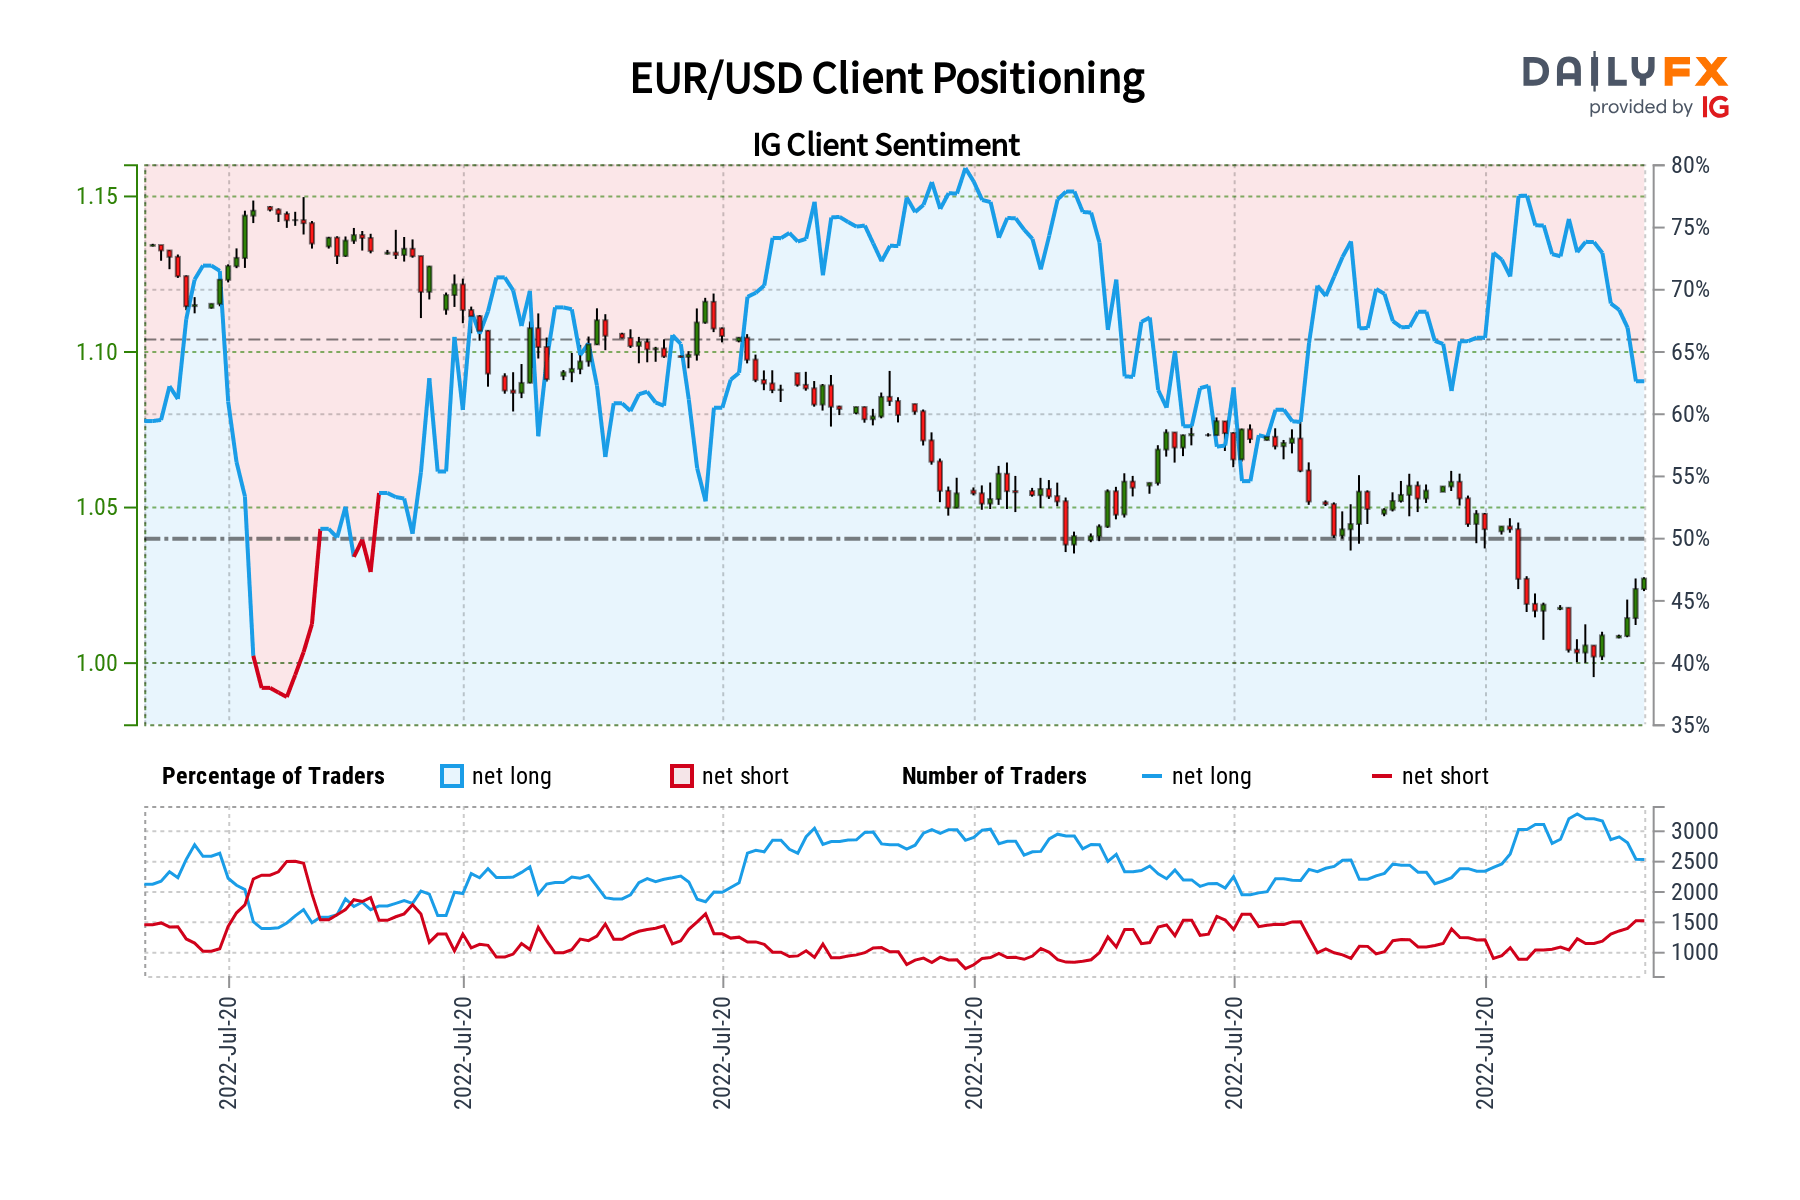 EUR/USD Client Positioning
DAILYFX
provided by IG
IG Client Sentiment
1.15
1.10
1.05
1.00
80%
75%
70%
65%
60%
55%
50%
45%
40%
35%
Percentage of Traders net long net short Number of Traders net long net short
3000
2500
2000
1500
1000
2022-Jul-20
2022-Jul-20
2022-Jul-20
2022-Jul-20
2022-Jul-20
2022-Jul-20